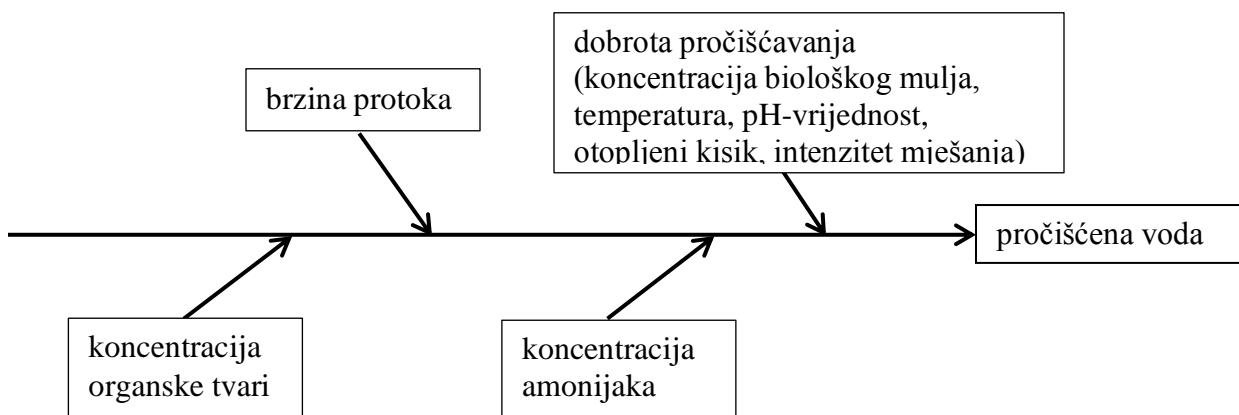 dobrota pročišćavanja
(koncentracija biološkog mulja,
temperatura, pH-vrijednost,
otopljeni kisik, intenzitet mješanja)
brzina protoka
pročišćena voda
koncentracija
organske tvari
koncentracija
amonijaka